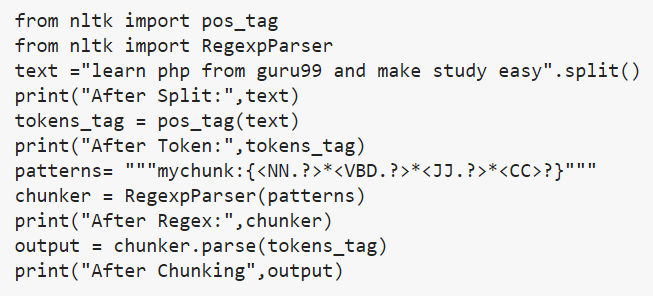 from nltk import pos_tag
from nltk import RegexpParser
text ="learn php from guru99 and make study easy".split()
print("After Split:",text)
tokens_tag = pos_tag(text)
print("After Token:",tokens_tag)
patterns= """mychunk:{<NN.?>*<VBD.?>*<JJ.?>*<CC>?}"""
chunker = RegexpParser(patterns)
print("After Regex:",chunker)
output = chunker.parse(tokens_tag)
print("After Chunking",output)